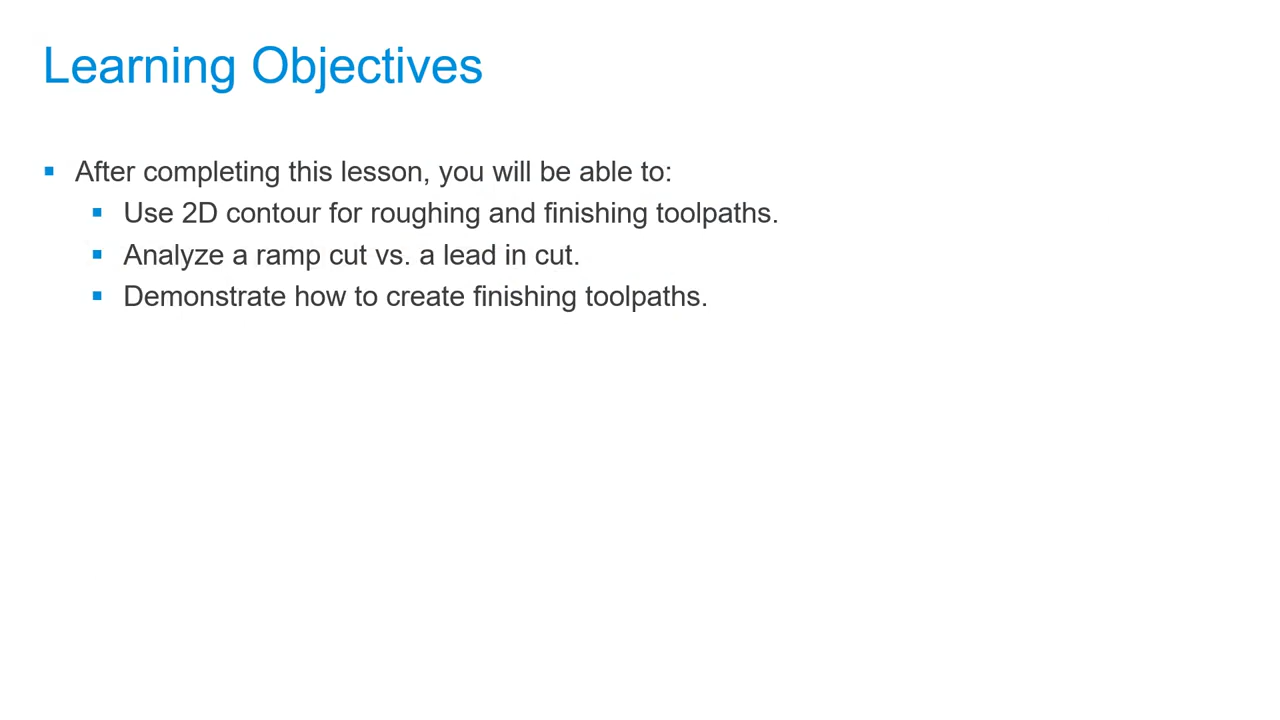 Learning Objectives
After completing this lesson, you will be able to:
Use 2D contour for roughing and finishing toolpaths.
Analyze a ramp cut vs. a lead in cut.
Demonstrate how to create finishing toolpaths.